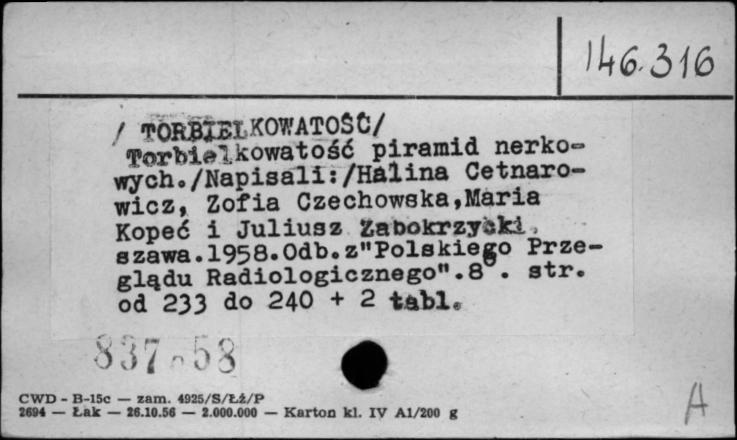 146.316
/ TORBIELKOWATOŚĆ/
Torbielkowatość piramid nerko-
wych./Napisali:/Halina Cetnaro-
wicz, Zofia Czechowska,Maria
Kopeć i Juliusz Zabokrzycki.
szawa.1958.Odb.z"Polskiego Prze-
glądu Radiologicznego".8°. str.
od 233 do 240 + 2 tabl.
837-58
CWD - B-15c — zam. 4925/S/ŁŻ/P
2694 — Łak — 26.10.56 — 2.000.000 — Karton kl. IV A1/200 g
A